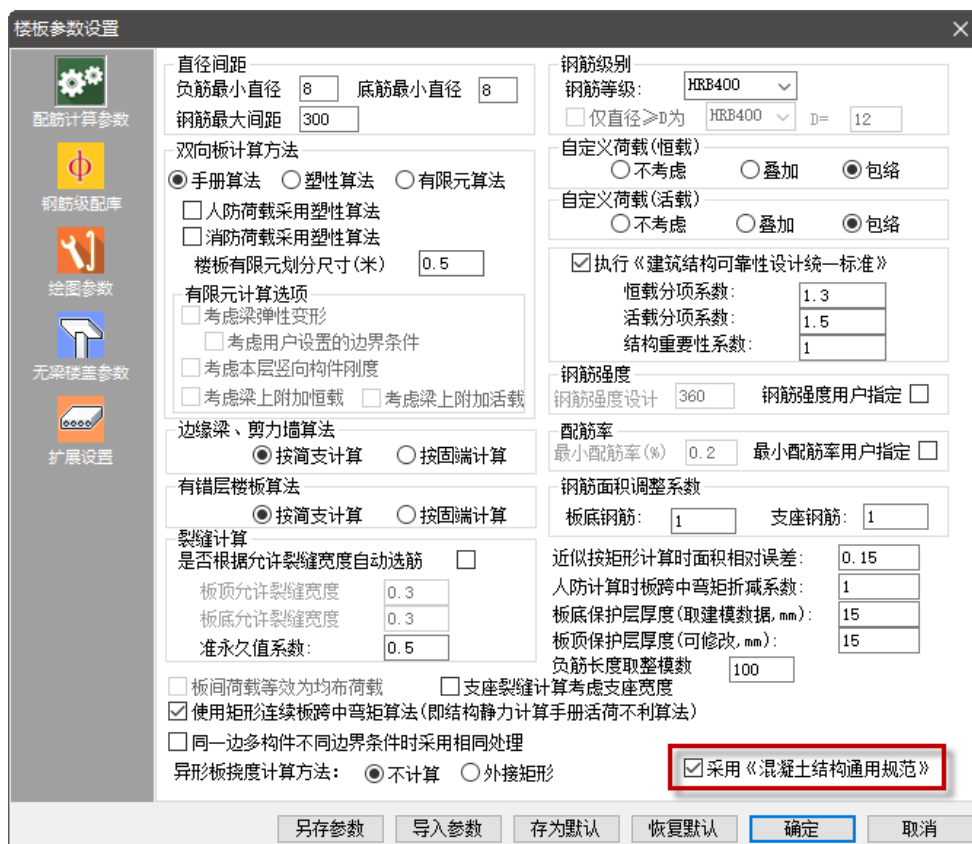 楼板参数设置
配筋计算参数
钢筋级配库
绘图参数
无梁楼盖参数
扩展设置
直径间距
负筋最小直径 8 底筋最小直径 8
钢筋最大间距 300
双向板计算方法
手册算法 塑性算法 有限元算法
人防荷载采用塑性算法
消防荷载采用塑性算法
楼板有限元划分尺寸(米) 0.5
有限元计算选项
考虑梁弹性变形
考虑用户设置的边界条件
考虑本层竖向构件刚度
考虑梁上附加恒载 考虑梁上附加活载
边缘梁、剪力墙算法
按简支计算 按固端计算
有错层楼板算法
按简支计算 按固端计算
裂缝计算
是否根据允许裂缝宽度自动选筋
板顶允许裂缝宽度 0.3
板底允许裂缝宽度 0.3
准永久值系数: 0.5
钢筋级别
钢筋等级: HRB400
仅直径≥D为 HRB400 D= 12
自定义荷载(恒载)
不考虑 叠加 包络
自定义荷载(活载)
不考虑 叠加 包络
执行《建筑结构可靠性设计统一标准》
恒载分项系数: 1.3
活载分项系数: 1.5
结构重要性系数: 1
钢筋强度
钢筋强度设计 360 钢筋强度用户指定
配筋率
最小配筋率(%) 0.2 最小配筋率用户指定
钢筋面积调整系数
板底钢筋: 1 支座钢筋: 1
近似按矩形计算时面积相对误差: 0.15
人防计算时板跨中弯矩折减系数: 1
板底保护层厚度(取建模数据,mm): 15
板顶保护层厚度(可修改,mm): 15
负筋长度取整模数 100
板间荷载等效为均布荷载 支座裂缝计算考虑支座宽度
使用矩形连续板跨中弯矩算法(即结构静力计算手册活荷不利算法)
同一边多构件不同边界条件时采用相同处理
异形板挠度计算方法: 不计算 外接矩形
采用《混凝土结构通用规范》
另存参数 导入参数 存为默认 恢复默认 确定 取消